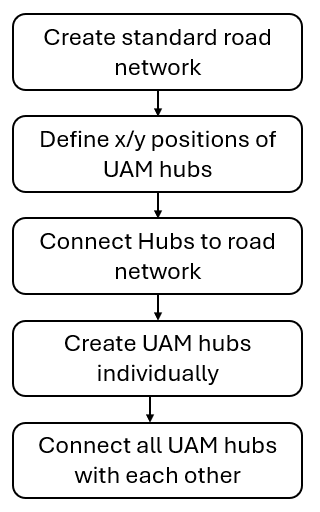 Create standard road
network
Define x/y positions of
UAM hubs
Connect Hubs to road
network
Create UAM hubs
individually
Connect all UAM hubs
with each other